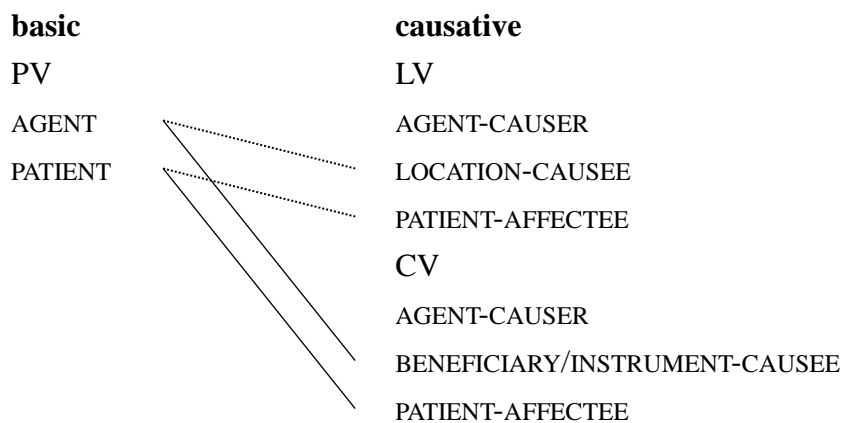 basic causative
PV LV
AGENT AGENT-CAUSER
PATIENT LOCATION-CAUSEE
PATIENT-AFFECTEE
CV
AGENT-CAUSER
BENEFICIARY/INSTRUMENT-CAUSEE
PATIENT-AFFECTEE